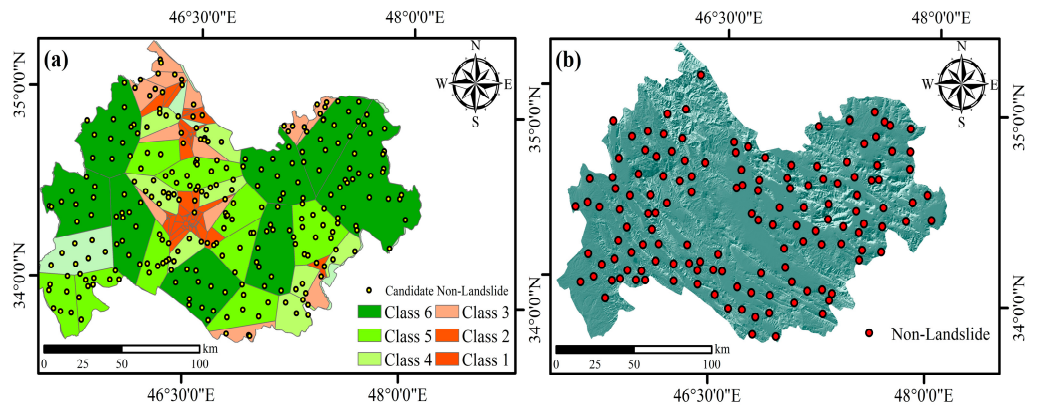 46°30'0"E 48°0'0"E 46°30'0"E 48°0'0"E
(a) N W E S
(b) N W E S
35°0'0"N 35°0'0"N 35°0'0"N 35°0'0"N
34°0'0"N 34°0'0"N 34°0'0"N 34°0'0"N
Candidate Non-Landslide
Class 6 Class 3
Class 5 Class 2
Class 4 Class 1
Non-Landslide
km km
0 50 100 0 50 100
46°30'0"E 48°0'0"E 46°30'0"E 48°0'0"E